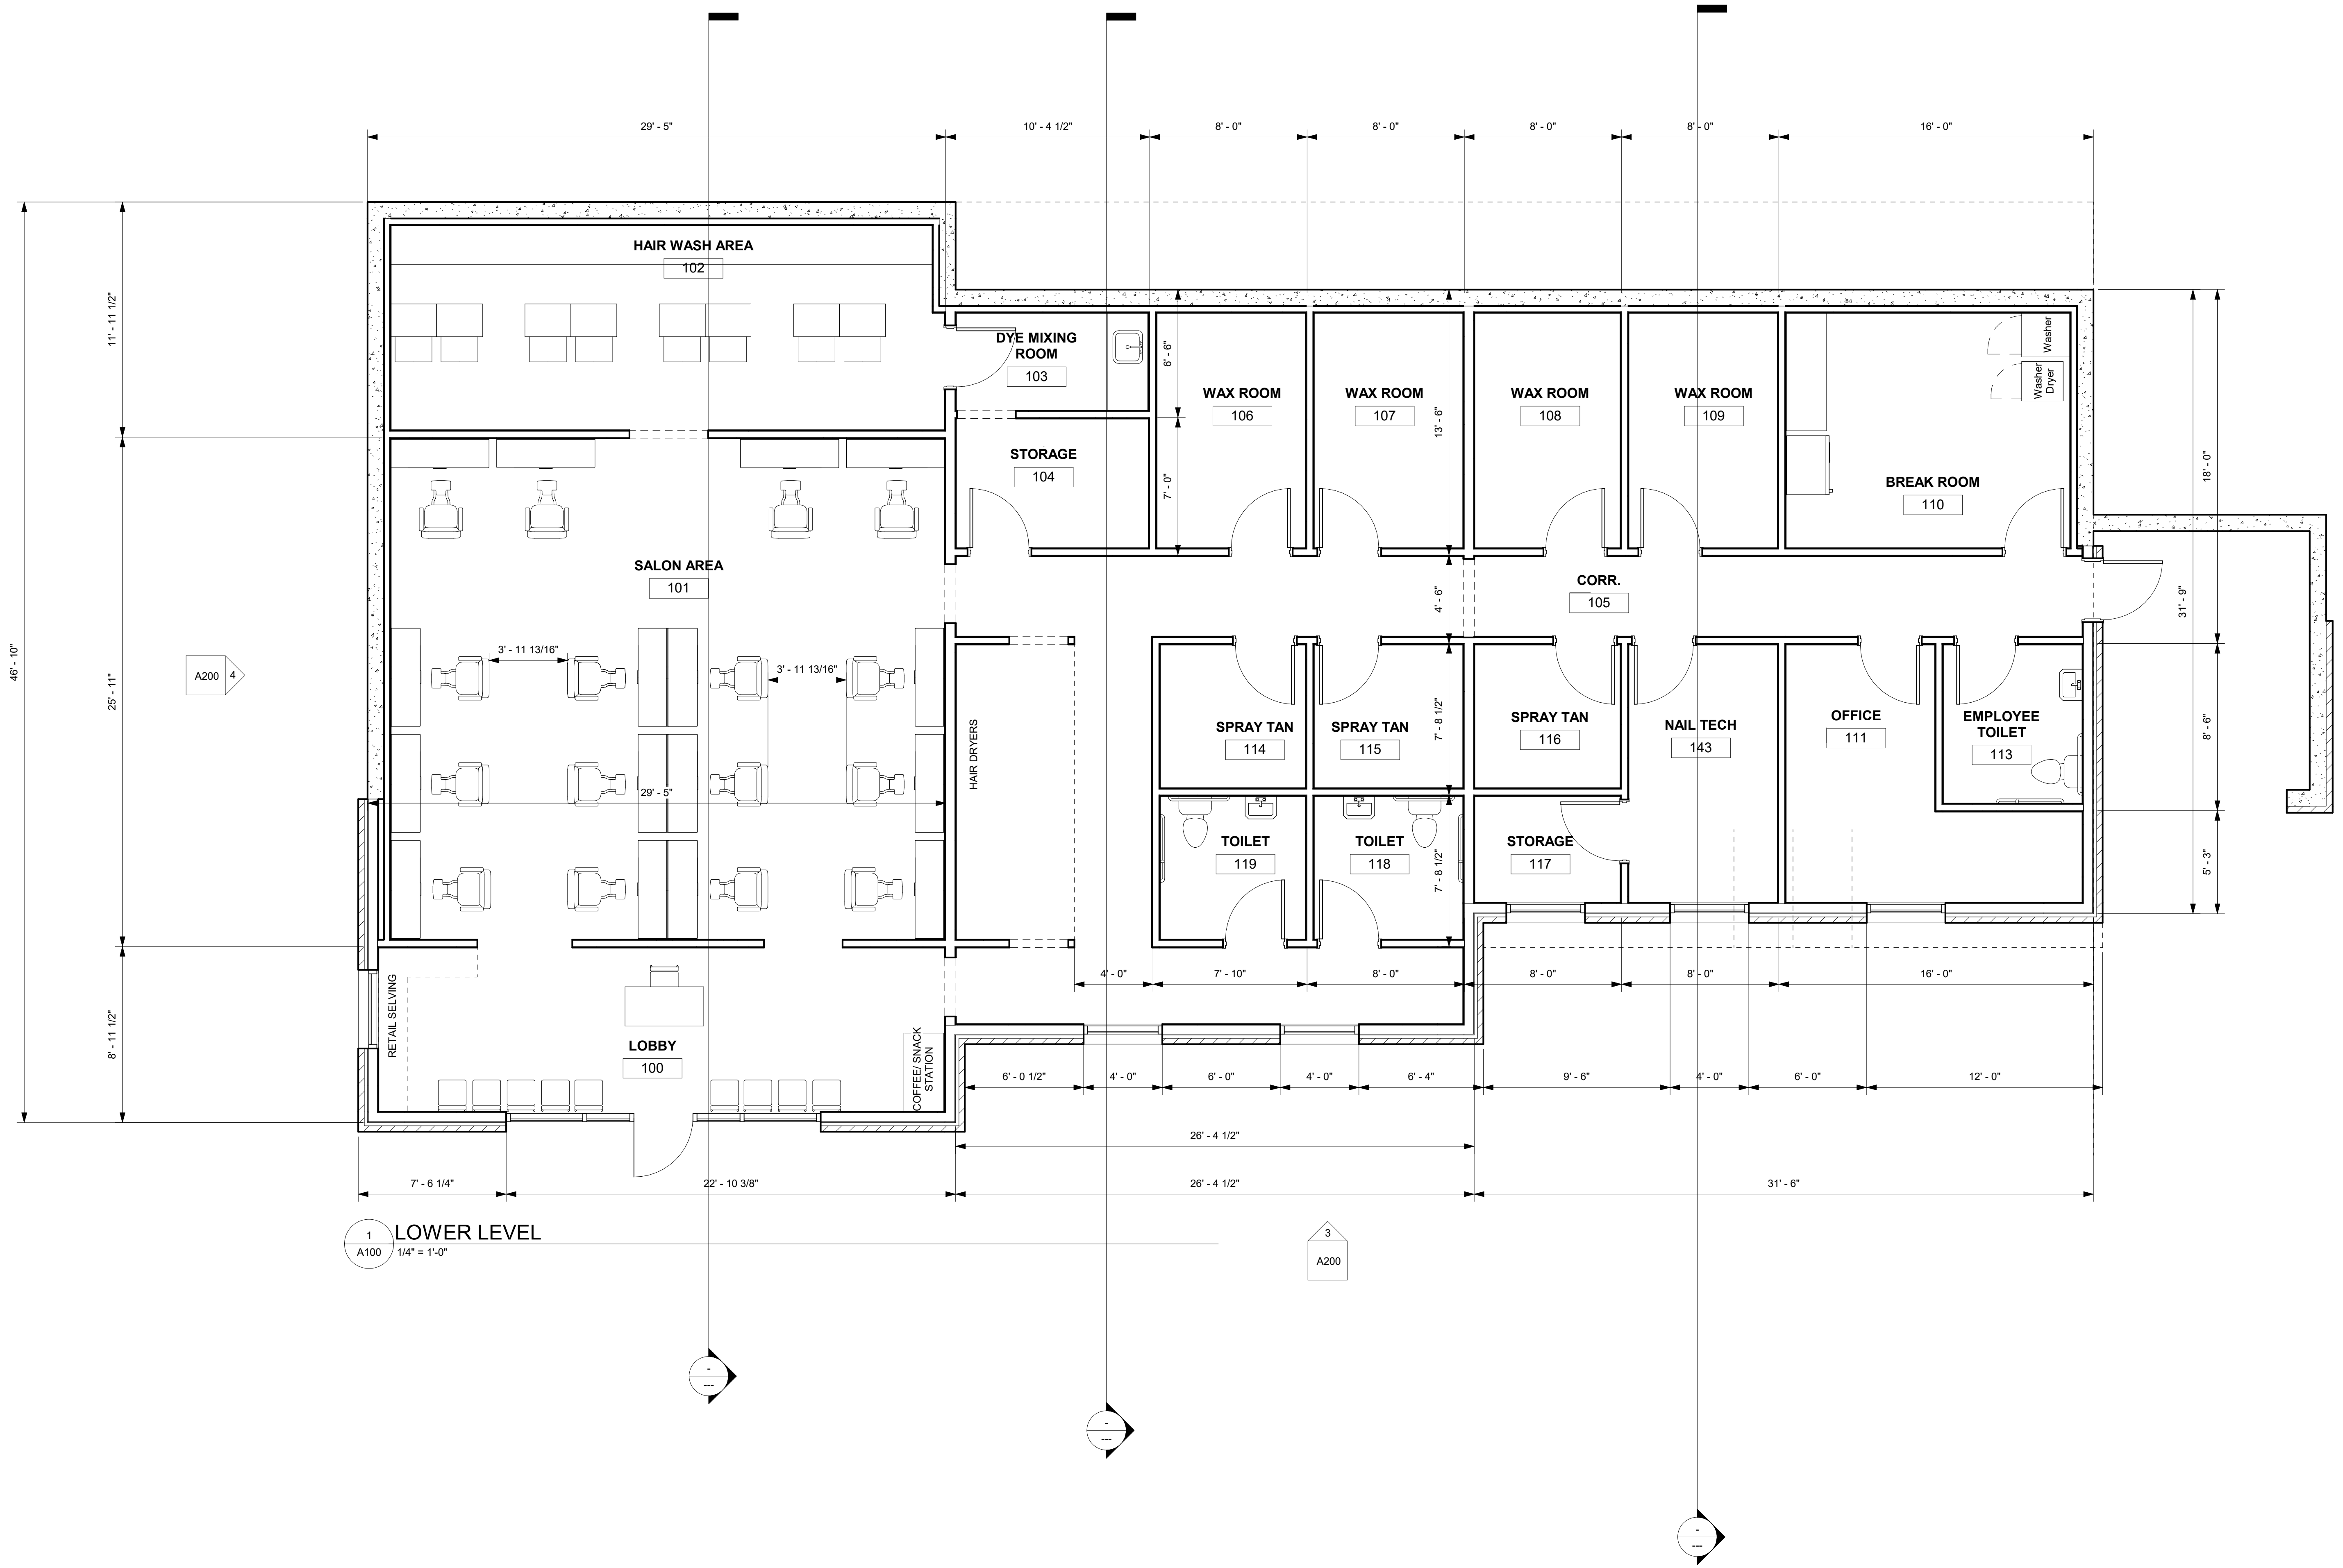 29' - 5"
10' - 4 1/2"
8' - 0"
8' - 0"
8' - 0"
8' - 0"
16' - 0"
46' - 10"
11' - 11 1/2"
25' - 11"
8' - 11 1/2"
A200
4
HAIR WASH AREA
102
DYE MIXING
ROOM
103
6' - 6"
7' - 0"
STORAGE
104
WAX ROOM
106
WAX ROOM
107
13' - 6"
WAX ROOM
108
WAX ROOM
109
Washer
Washer
Dryer
BREAK ROOM
110
18' - 0"
31' - 9"
SALON AREA
101
4' - 6"
CORR.
105
3' - 11 13/16"
3' - 11 13/16"
29' - 5"
HAIR DRYERS
SPRAY TAN
114
SPRAY TAN
115
7' - 8 1/2"
SPRAY TAN
116
NAIL TECH
143
OFFICE
111
EMPLOYEE
TOILET
113
8' - 6"
5' - 3"
TOILET
119
TOILET
118
7' - 8 1/2"
STORAGE
117
RETAIL SELVING
LOBBY
100
COFFEE/ SNACK
STATION
4' - 0"
7' - 10"
8' - 0"
8' - 0"
8' - 0"
16' - 0"
6' - 0 1/2"
4' - 0"
6' - 0"
4' - 0"
6' - 4"
9' - 6"
4' - 0"
6' - 0"
12' - 0"
26' - 4 1/2"
7' - 6 1/4"
22' - 10 3/8"
26' - 4 1/2"
31' - 6"
1
A100
LOWER LEVEL
1/4" = 1'-0"
3
A200
-
---
-
---
-
---